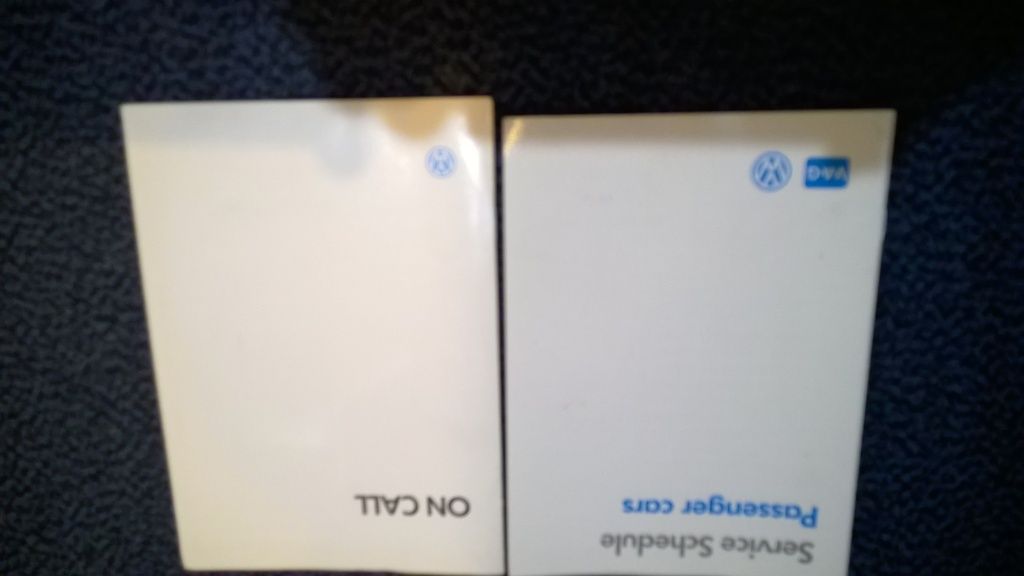 Service Schedule
Passenger cars
V·A·G
ON CALL